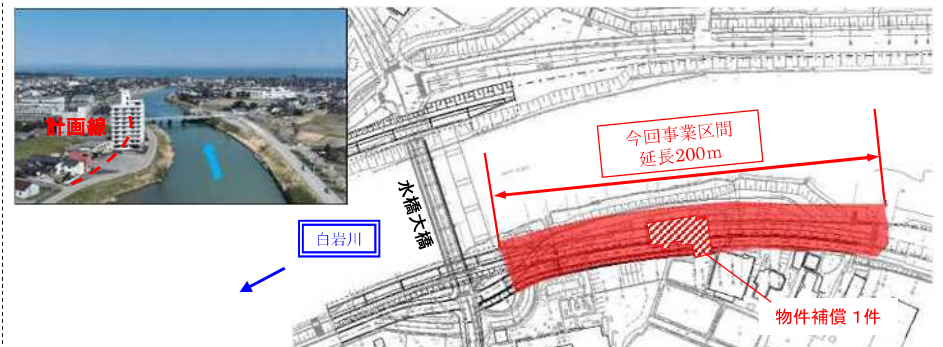 計画線
今回事業区間
延長200m
水橋大橋
白岩川
物件補償 1件